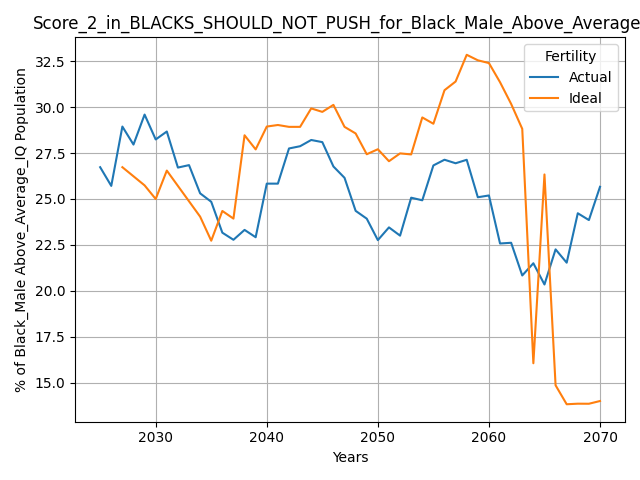 Score_2_in_BLACKS_SHOULD_NOT_PUSH_for_Black_Male_Above_Average
Fertility
Actual
Ideal
% of Black_Male Above_Average_IQ Population
32.5
30.0
27.5
25.0
22.5
20.0
17.5
15.0
2030 2040 2050 2060 2070
Years